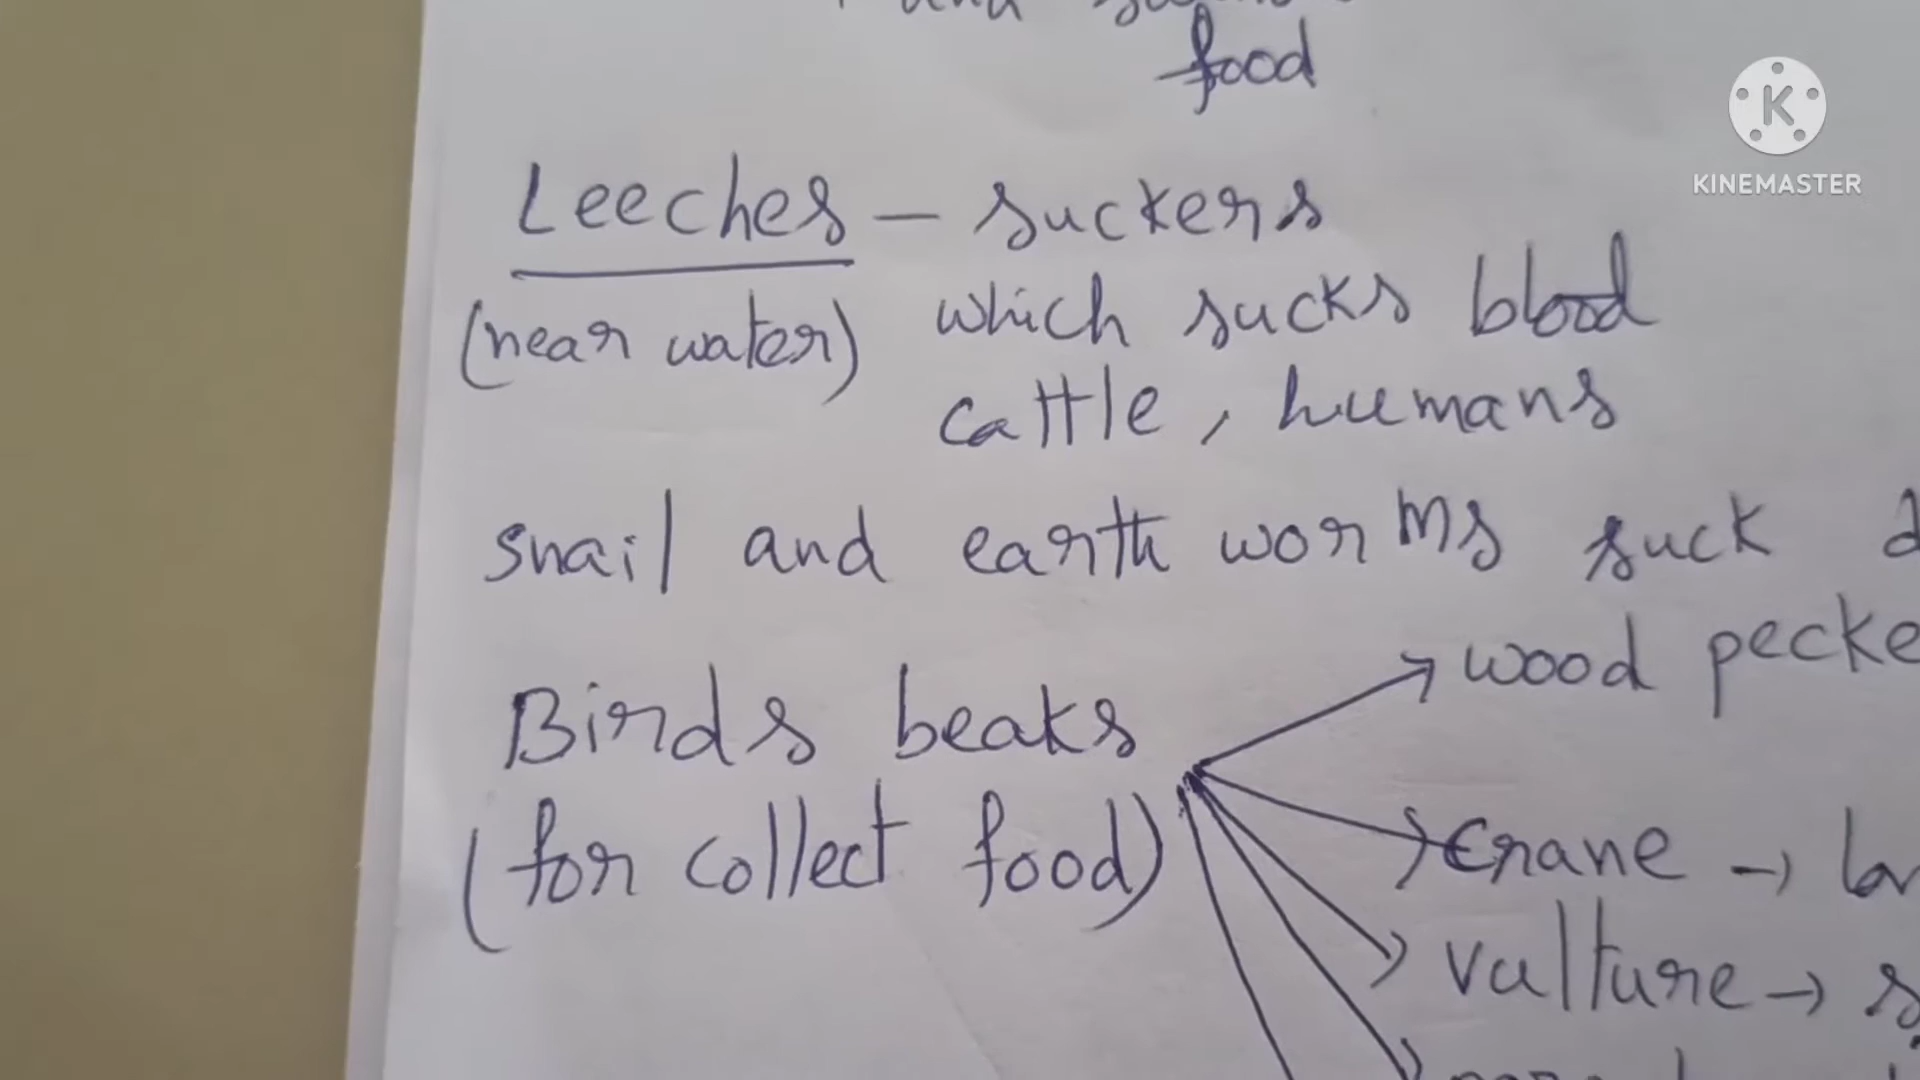 and
food
KINEMASTER
Leeches – suckers
(near water) which sucks blood
cattle, humans
snail and earth worms suck
wood pecke
Birds beaks
(for collect food)
crane →
vulture →